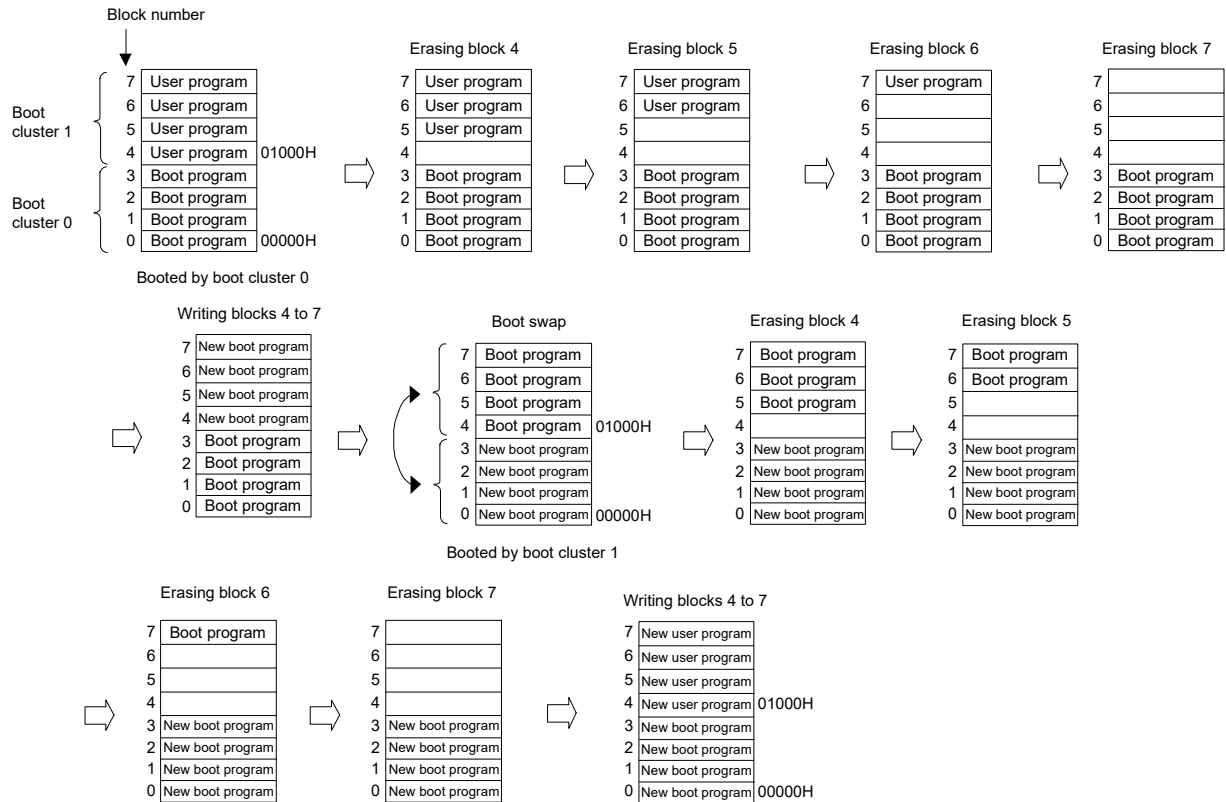 Block number
Boot
cluster 1
Boot
cluster 0
7 User program
6 User program
5 User program
4 User program 01000H
3 Boot program
2 Boot program
1 Boot program
0 Boot program 00000H
Booted by boot cluster 0
Erasing block 4
7 User program
6 User program
5 User program
4
3 Boot program
2 Boot program
1 Boot program
0 Boot program
Erasing block 5
7 User program
6 User program
5
4
3 Boot program
2 Boot program
1 Boot program
0 Boot program
Erasing block 6
7 User program
6
5
4
3 Boot program
2 Boot program
1 Boot program
0 Boot program
Erasing block 7
7
6
5
4
3 Boot program
2 Boot program
1 Boot program
0 Boot program
Writing blocks 4 to 7
7 New boot program
6 New boot program
5 New boot program
4 New boot program
3 Boot program
2 Boot program
1 Boot program
0 Boot program
Boot swap
7 Boot program
6 Boot program
5 Boot program
4 Boot program 01000H
3 New boot program
2 New boot program
1 New boot program
0 New boot program 00000H
Booted by boot cluster 1
Erasing block 4
7 Boot program
6 Boot program
5 Boot program
4
3 New boot program
2 New boot program
1 New boot program
0 New boot program
Erasing block 5
7 Boot program
6 Boot program
5
4
3 New boot program
2 New boot program
1 New boot program
0 New boot program
Erasing block 6
7 Boot program
6
5
4
3 New boot program
2 New boot program
1 New boot program
0 New boot program
Erasing block 7
7
6
5
4
3 New boot program
2 New boot program
1 New boot program
0 New boot program
Writing blocks 4 to 7
7 New user program
6 New user program
5 New user program
4 New user program 01000H
3 New boot program
2 New boot program
1 New boot program
0 New boot program 00000H